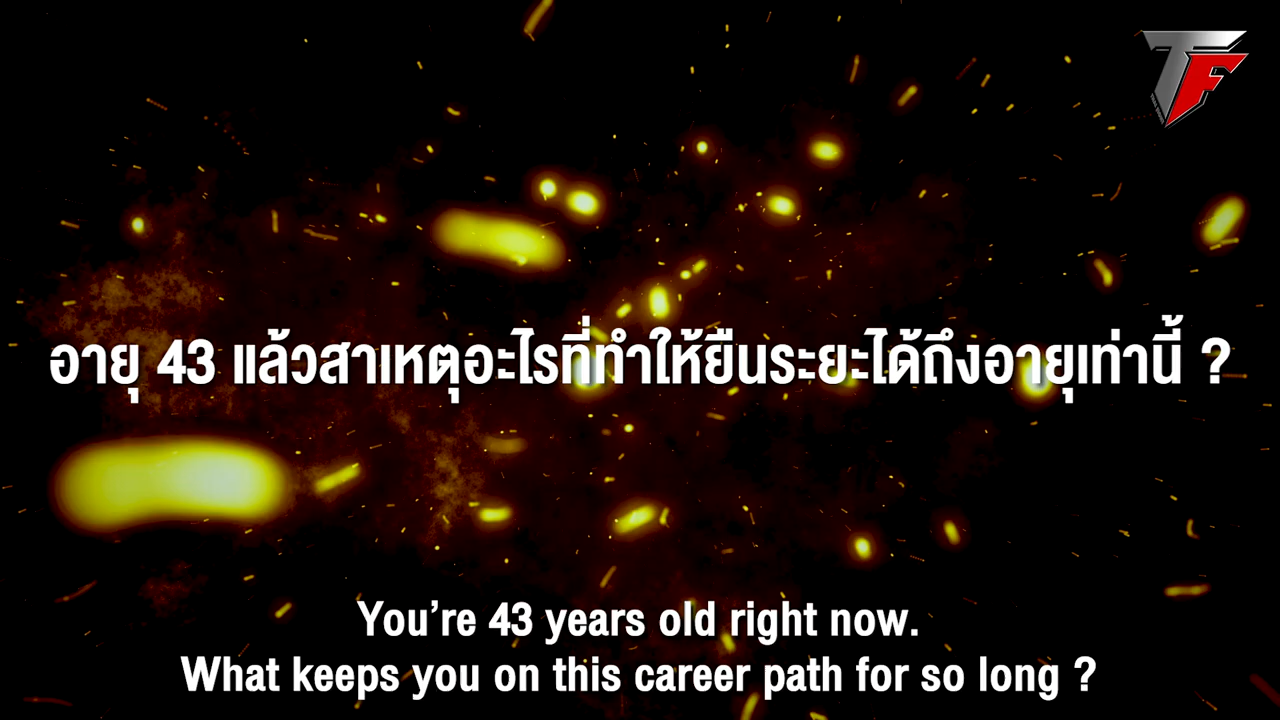 TF
อายุ 43 แล้วสาเหตุอะไรที่ทำให้ยืนระยะได้ถึงอายุเท่านี้ ?
You’re 43 years old right now.
What keeps you on this career path for so long ?